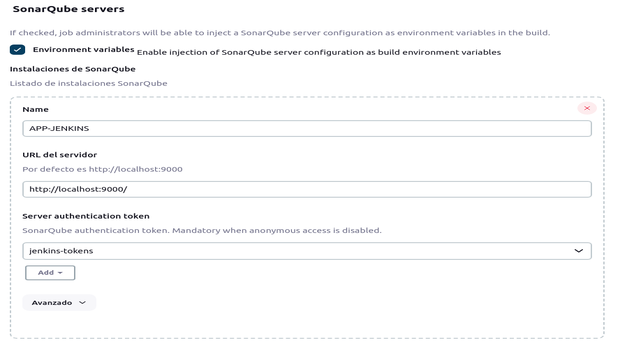 SonarQube servers
If checked, job administrators will be able to inject a SonarQube server configuration as environment variables in the build.
Environment variables Enable injection of SonarQube server configuration as build environment variables
Instalaciones de SonarQube
Listado de instalaciones SonarQube
Name
APP-JENKINS
URL del servidor
Por defecto es http://localhost:9000
http://localhost:9000/
Server authentication token
SonarQube authentication token. Mandatory when anonymous access is disabled.
jenkins-tokens
Add
Avanzado